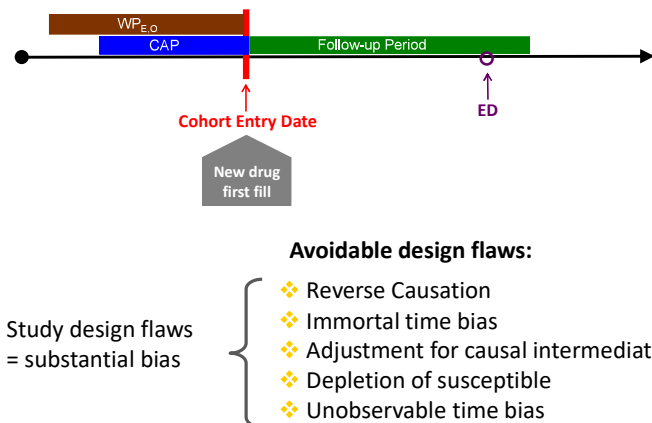 WPE,O
CAP
Follow-up Period
Cohort Entry Date
ED
New drug
first fill
Avoidable design flaws:
Study design flaws
= substantial bias
❖ Reverse Causation
❖ Immortal time bias
❖ Adjustment for causal intermediat
❖ Depletion of susceptible
❖ Unobservable time bias